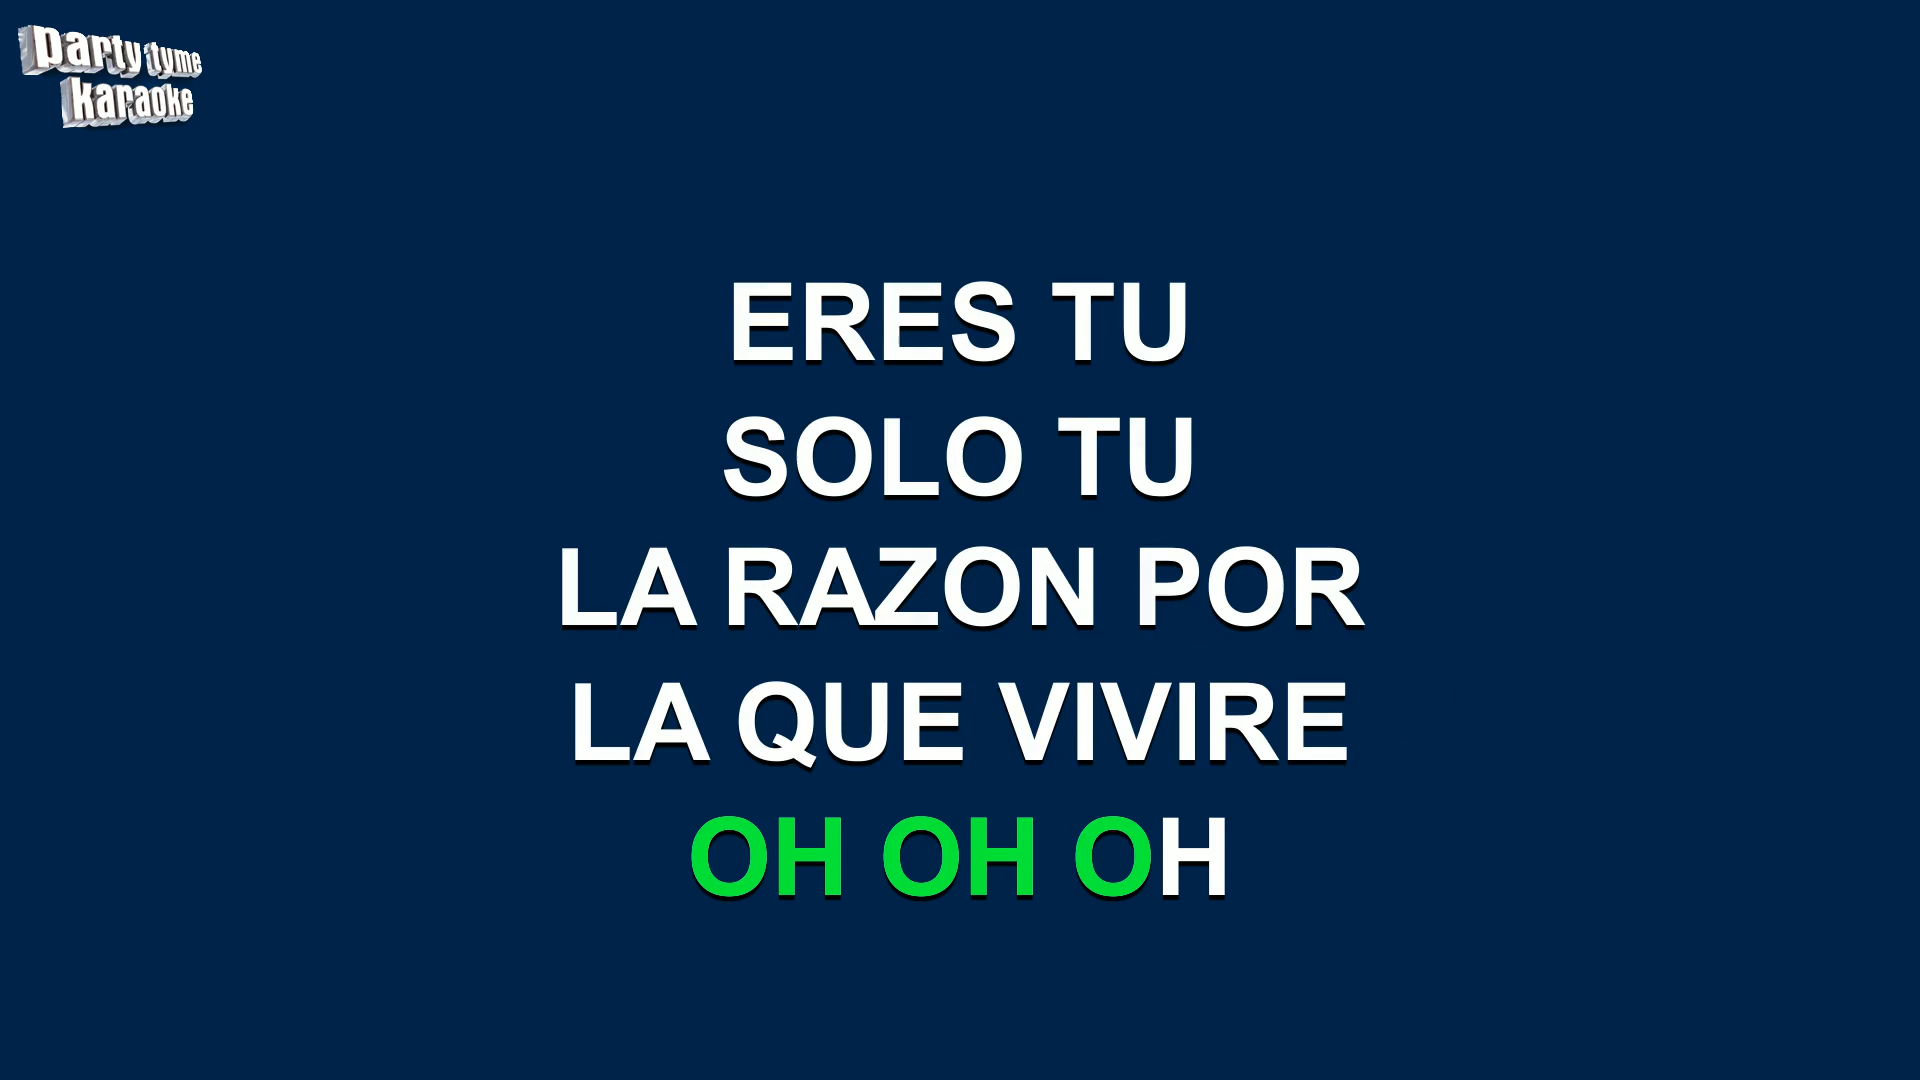 party tyme
karaoke
ERES TU
SOLO TU
LA RAZON POR
LA QUE VIVIRE
OH OH OH